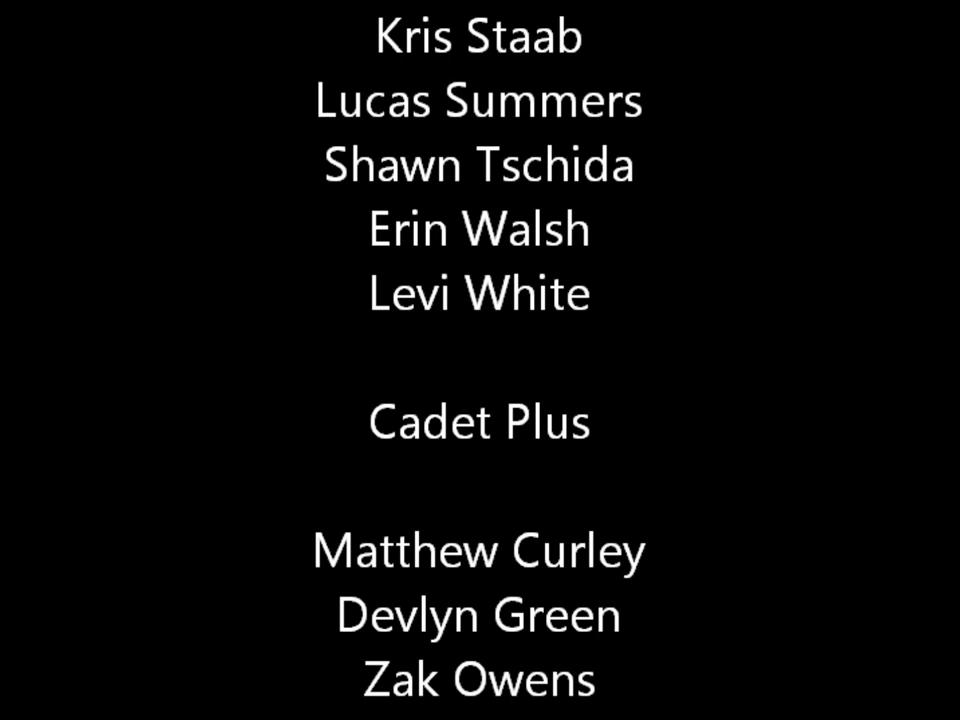 Kris Staab
Lucas Summers
Shawn Tschida
Erin Walsh
Levi White
Cadet Plus
Matthew Curley
Devlyn Green
Zak Owens